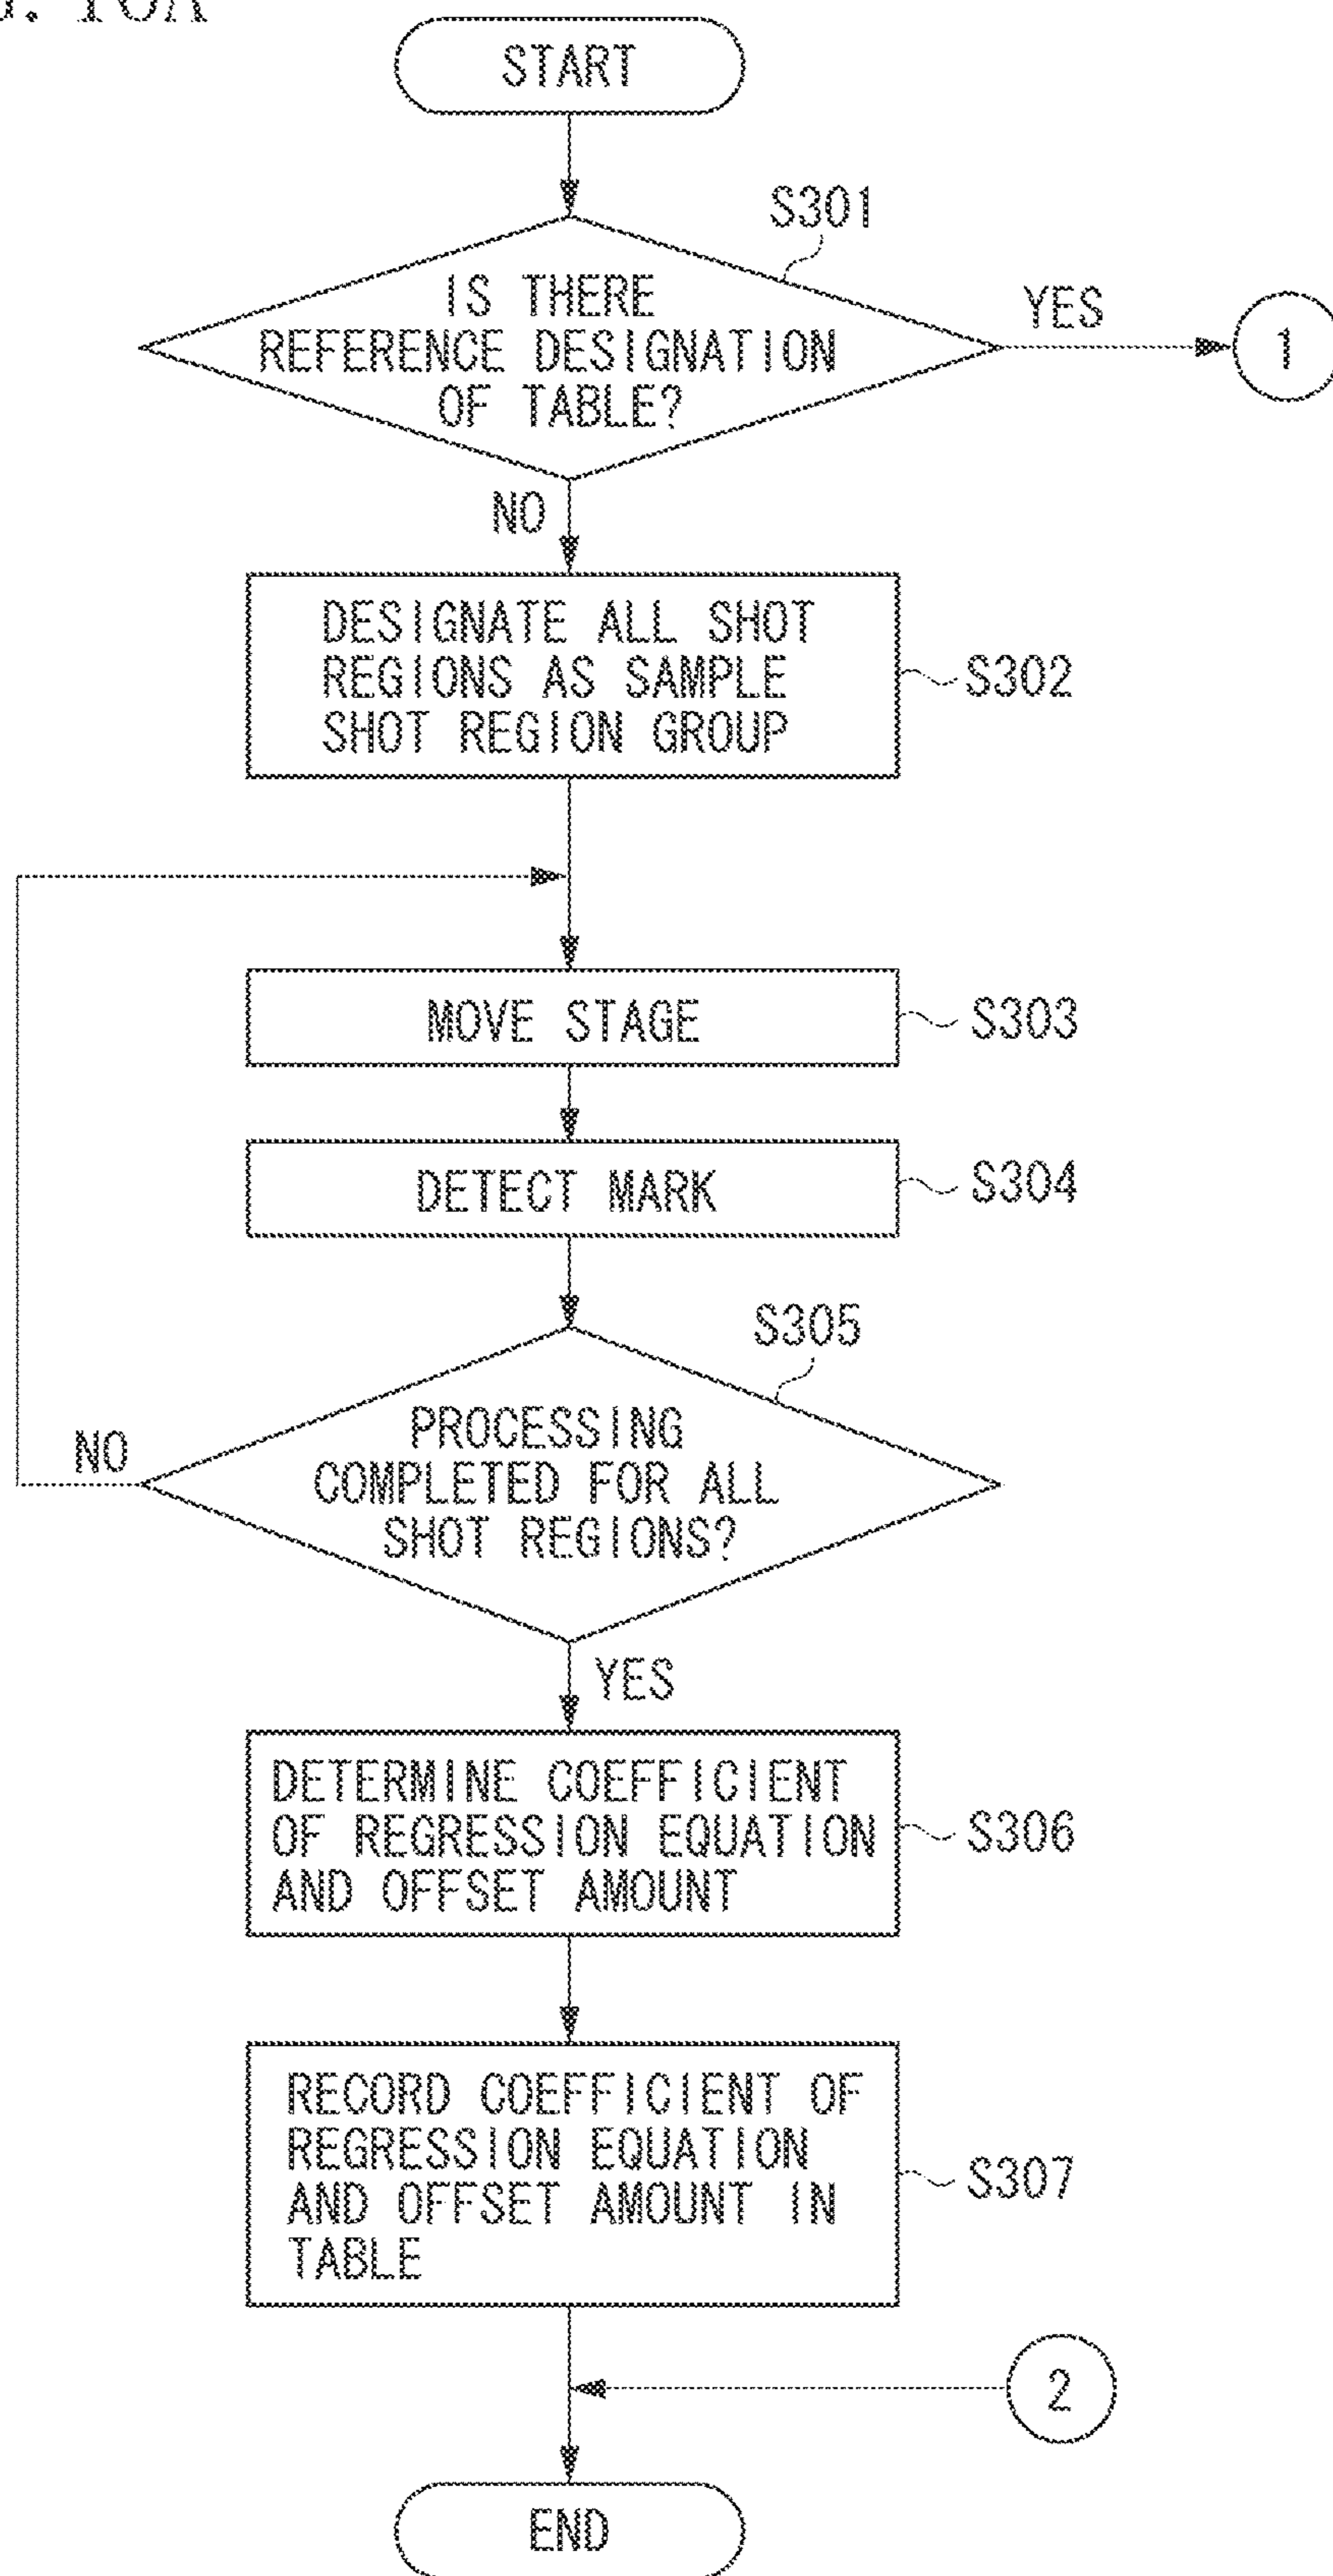 START
S301
IS THERE
REFERENCE DESIGNATION
OF TABLE?
YES
1
NO
DESIGNATE ALL SHOT
REGIONS AS SAMPLE
SHOT REGION GROUP
S302
MOVE STAGE
S303
DETECT MARK
S304
S305
PROCESSING
COMPLETED FOR ALL
SHOT REGIONS?
NO
YES
DETERMINE COEFFICIENT
OF REGRESSION EQUATION
AND OFFSET AMOUNT
S306
RECORD COEFFICIENT OF
REGRESSION EQUATION
AND OFFSET AMOUNT IN
TABLE
S307
2
END